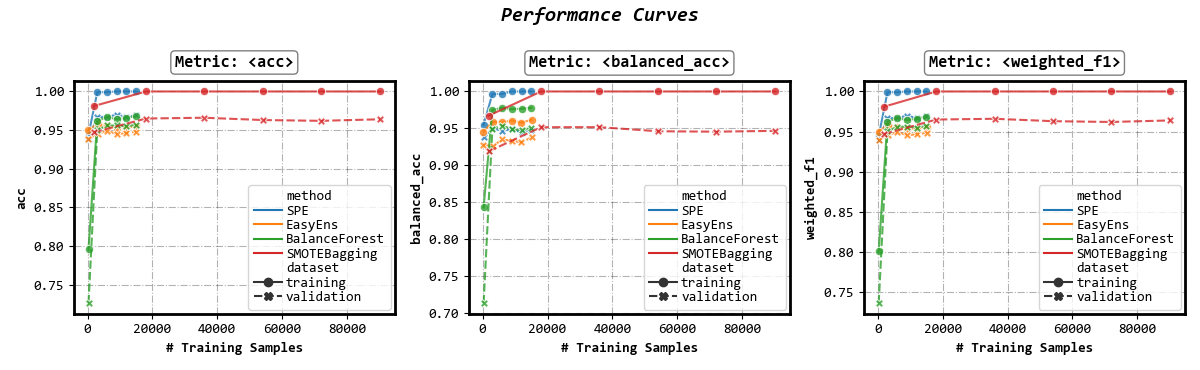 Performance Curves
Metric: <acc>
1.00
0.95
0.90
0.85
0.80
0.75
acc
0 20000 40000 60000 80000
# Training Samples
method
SPE
EasyEns
BalanceForest
SMOTEBagging
dataset
training
validation
Metric: <balanced_acc>
1.00
0.95
0.90
0.85
0.80
0.75
0.70
balanced_acc
0 20000 40000 60000 80000
# Training Samples
method
SPE
EasyEns
BalanceForest
SMOTEBagging
dataset
training
validation
Metric: <weighted_f1>
1.00
0.95
0.90
0.85
0.80
0.75
weighted_f1
0 20000 40000 60000 80000
# Training Samples
method
SPE
EasyEns
BalanceForest
SMOTEBagging
dataset
training
validation